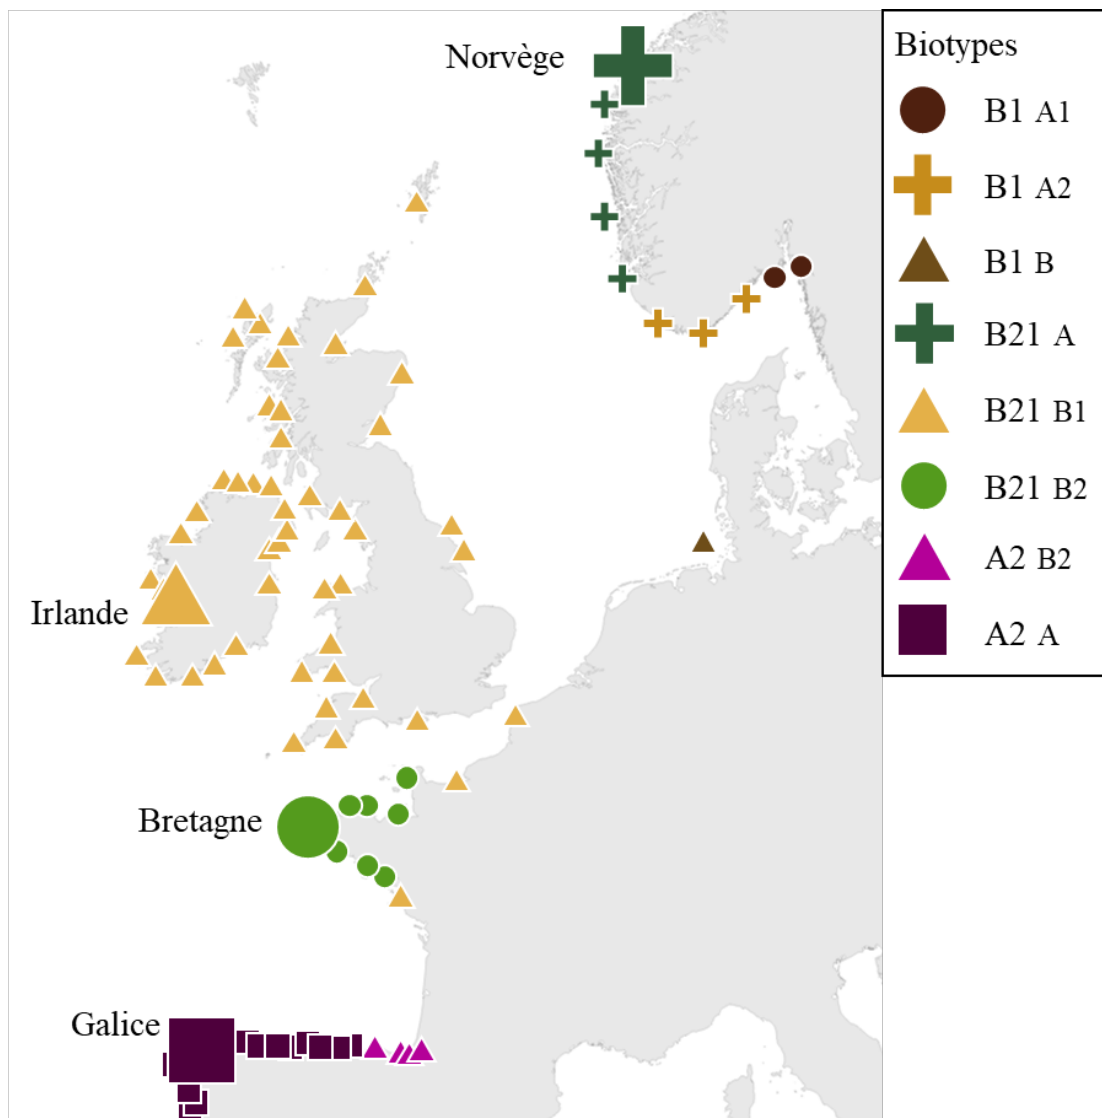 Norvège
Irlande
Bretagne
Galice
Biotypes
B1 A1
B1 A2
B1 B
B21 A
B21 B1
B21 B2
A2 B2
A2 A